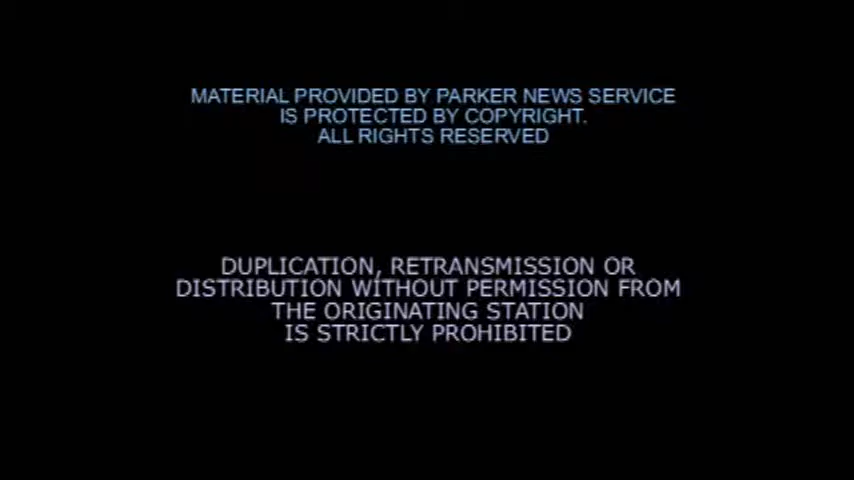 MATERIAL PROVIDED BY PARKER NEWS SERVICE
IS PROTECTED BY COPYRIGHT.
ALL RIGHTS RESERVED
DUPLICATION, RETRANSMISSION OR
DISTRIBUTION WITHOUT PERMISSION FROM
THE ORIGINATING STATION
IS STRICTLY PROHIBITED